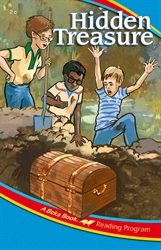 Hidden
Treasure
A Beka Book Reading Program